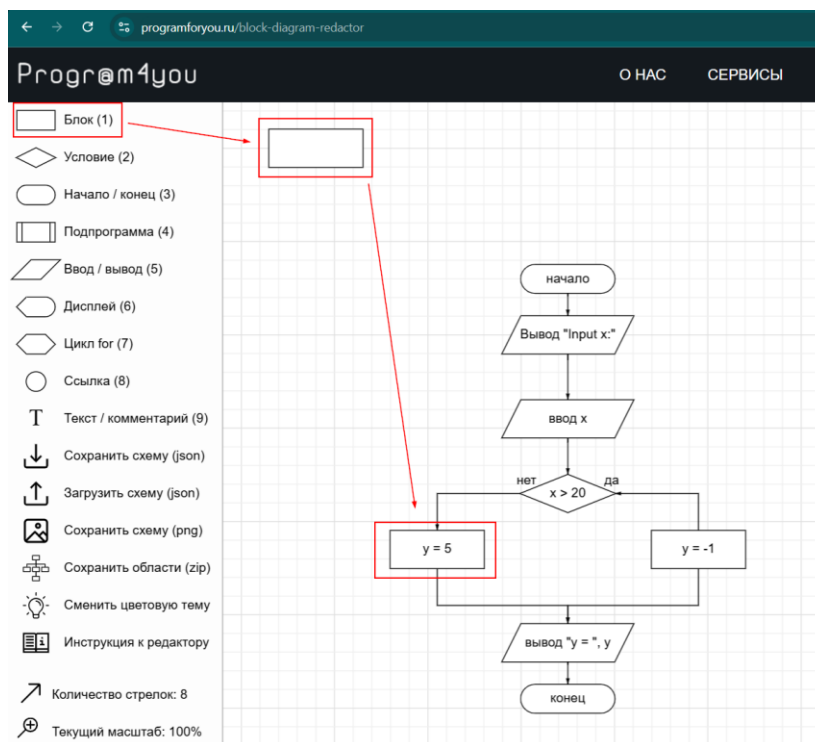 programforyou.ru/block-diagram-redactor
Progr@m4you
О НАС СЕРВИСЫ
Блок (1)
Условие (2)
Начало / конец (3)
Подпрограмма (4)
Ввод / вывод (5)
Дисплей (6)
Цикл for (7)
Ссылка (8)
T Текст / комментарий (9)
Сохранить схему (json)
Загрузить схему (json)
Сохранить схему (png)
Сохранить области (zip)
Сменить цветовую тему
Инструкция к редактору
Количество стрелок: 8
Текущий масштаб: 100%
начало
Вывод "Input x:"
ввод x
нет
да
x > 20
y = 5
y = -1
вывод "y = ", y
конец